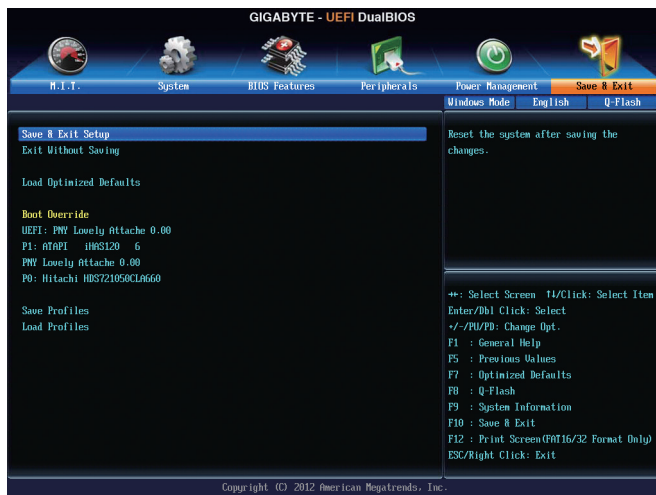 GIGABYTE - UEFI DualBIOS
M.I.T.
System
BIOS Features
Peripherals
Power Management
Save & Exit
Windows Mode
English
Q-Flash
Save & Exit Setup
Exit Without Saving
Load Optimized Defaults
Boot Override
UEFI: PNY Lovely Attache 0.00
P1: ATAPI iHAS120 6
PNY Lovely Attache 0.00
P0: Hitachi HDS721050CLA660
Save Profiles
Load Profiles
Reset the system after saving the
changes.
→←: Select Screen ↑↓/Click: Select Item
Enter/Dbl Click: Select
+/-/PU/PD: Change Opt.
F1 : General Help
F5 : Previous Values
F7 : Optimized Defaults
F8 : Q-Flash
F9 : System Information
F10 : Save & Exit
F12 : Print Screen(FAT16/32 Format Only)
ESC/Right Click: Exit
Copyright (C) 2012 American Megatrends, Inc.